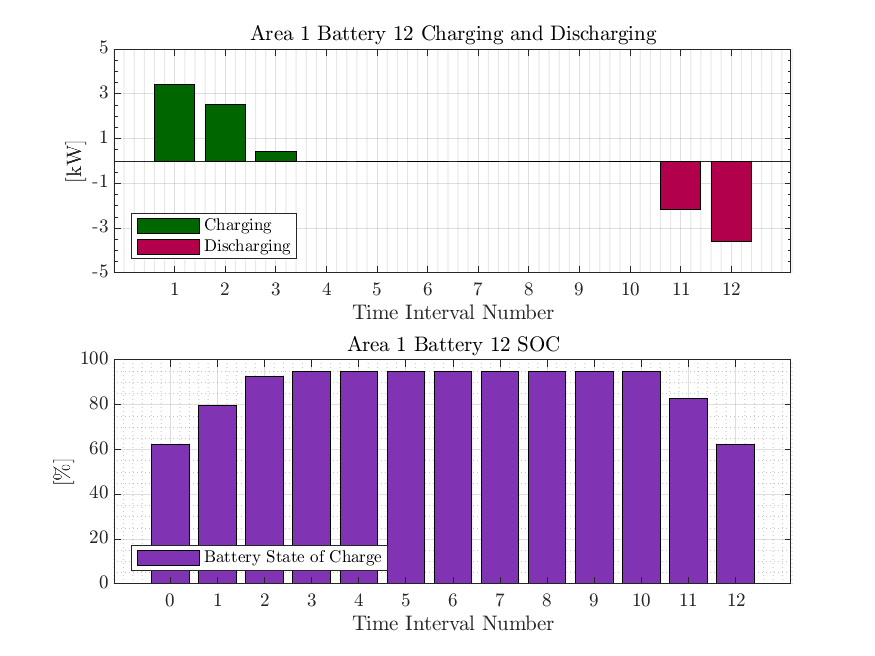 Area 1 Battery 12 Charging and Discharging
5
3
1
-1
-3
-5
[kW]
Charging
Discharging
1 2 3 4 5 6 7 8 9 10 11 12
Time Interval Number
Area 1 Battery 12 SOC
100
80
60
40
20
0
[%]
Battery State of Charge
0 1 2 3 4 5 6 7 8 9 10 11 12
Time Interval Number